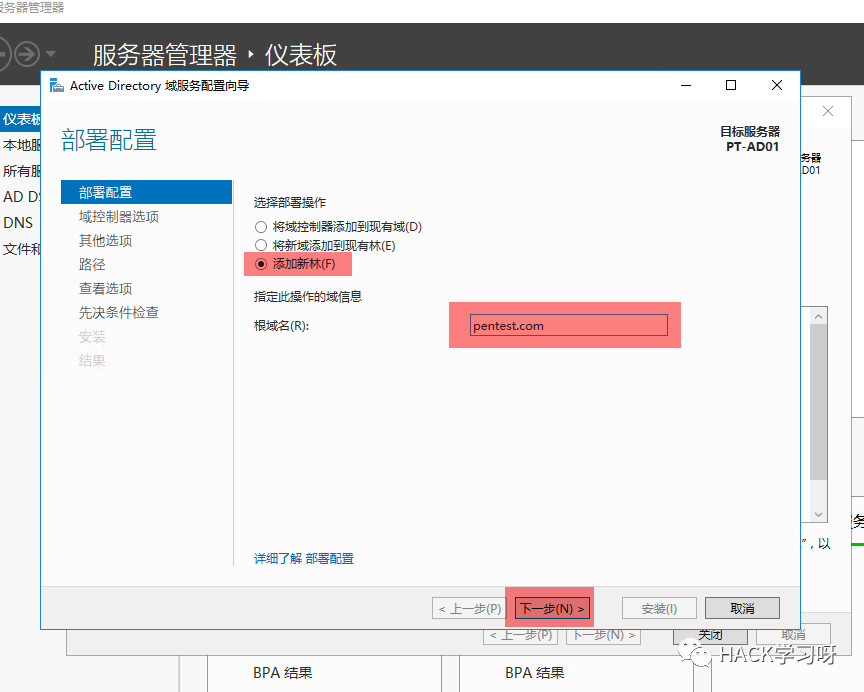 服务器管理器
服务器管理器 · 仪表板
Active Directory 域服务配置向导
部署配置
目标服务器
PT-AD01
仪表板
本地服
所有服
AD DS
DNS
文件和
部署配置
域控制器选项
其他选项
路径
查看选项
先决条件检查
安装
结果
选择部署操作
将域控制器添加到现有域(D)
将新域添加到现有林(E)
添加新林(F)
指定此操作的域信息
根域名(R):
pentest.com
详细了解 部署配置
< 上一步(P)
下一步(N) >
安装(I)
取消
务器
D01
务
”，以
< 上一步(P)
下一步(N) >
关闭
取消
BPA 结果
BPA 结果
HACK学习呀